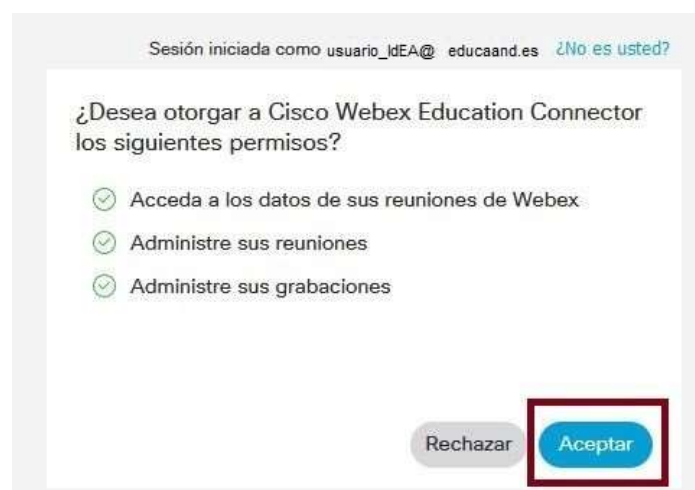 Sesión iniciada como usuario_IdEA@ educaand.es ¿No es usted?
¿Desea otorgar a Cisco Webex Education Connector
los siguientes permisos?
Acceda a los datos de sus reuniones de Webex
Administre sus reuniones
Administre sus grabaciones
Rechazar Aceptar